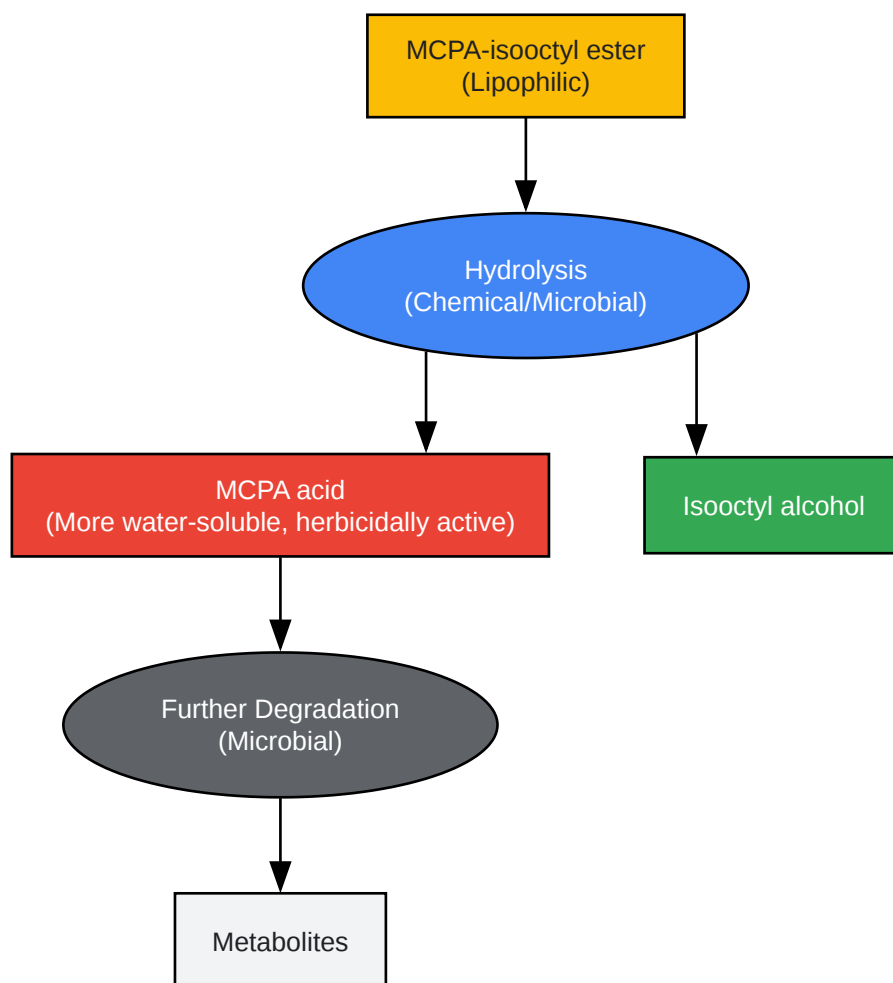 MCPA-isooctyl ester
(Lipophilic)
Hydrolysis
(Chemical/Microbial)
MCPA acid
(More water-soluble, herbicidally active)
Isooctyl alcohol
Further Degradation
(Microbial)
Metabolites